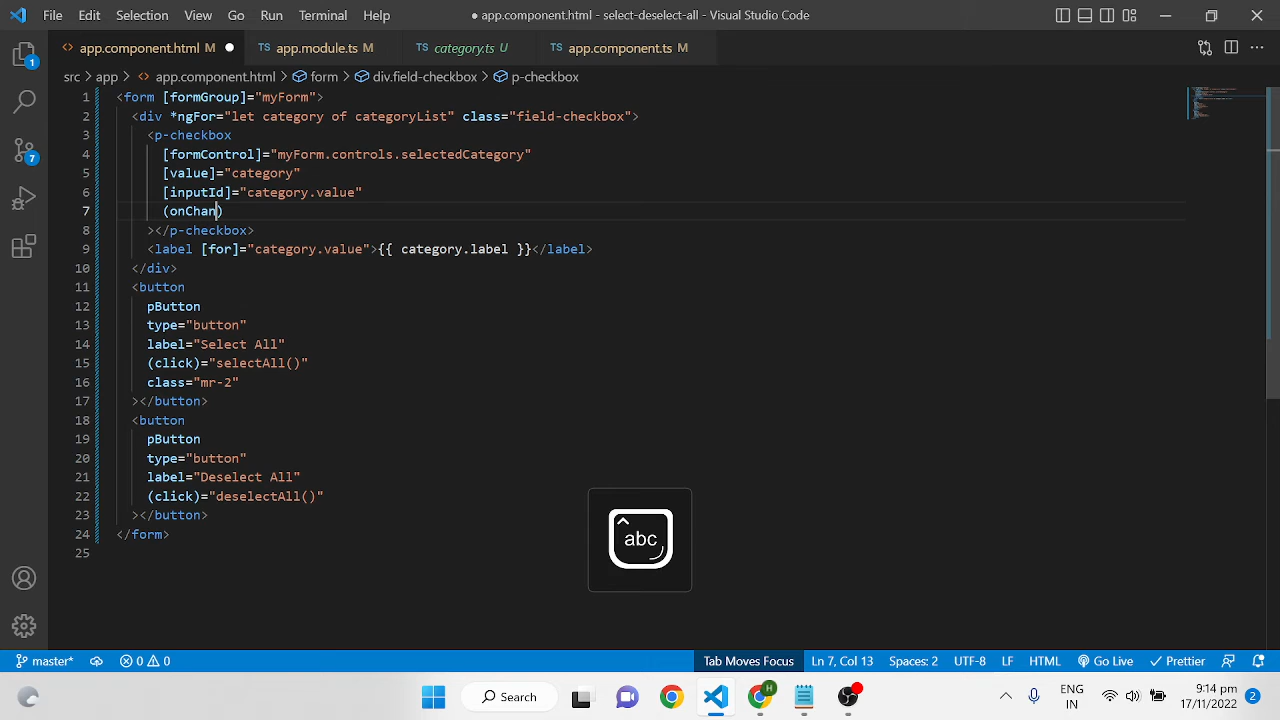 File Edit Selection View Go Run Terminal Help
● app.component.html - select-deselect-all - Visual Studio Code
app.component.html M ●
TS app.module.ts M
TS category.ts U
TS app.component.ts M
src > app > app.component.html > form > div.field-checkbox > p-checkbox
1 <form [formGroup]="myForm">
2 <div *ngFor="let category of categoryList" class="field-checkbox">
3 <p-checkbox
4 [formControl]="myForm.controls.selectedCategory"
5 [value]="category"
6 [inputId]="category.value"
7 (onChan)
8 ></p-checkbox>
9 <label [for]="category.value">{{ category.label }}</label>
10 </div>
11 <button
12 pButton
13 type="button"
14 label="Select All"
15 (click)="selectAll()"
16 class="mr-2"
17 ></button>
18 <button
19 pButton
20 type="button"
21 label="Deselect All"
22 (click)="deselectAll()"
23 ></button>
24 </form>
25
1
7
abc
master* 0 0
Tab Moves Focus Ln 7, Col 13 Spaces: 2 UTF-8 LF HTML Go Live Prettier
Search
H
ENG
IN
9:14 pm
17/11/2022
2